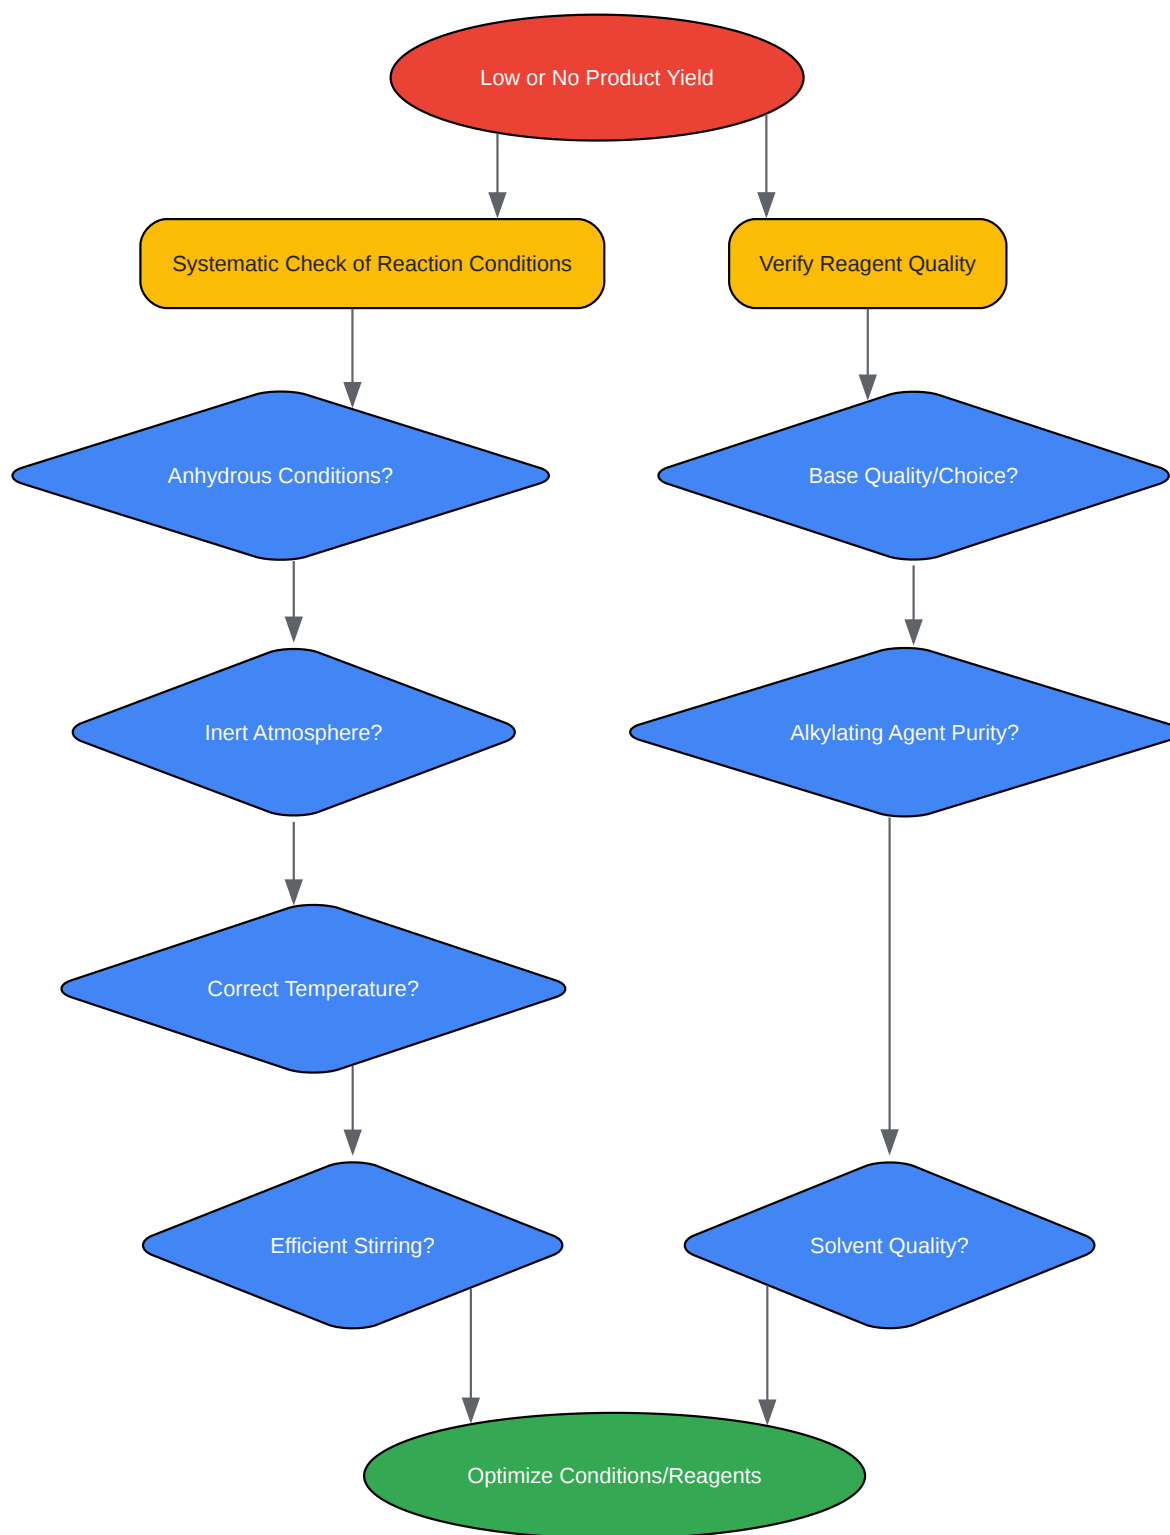 Low or No Product Yield
Systematic Check of Reaction Conditions
Verify Reagent Quality
Anhydrous Conditions?
Base Quality/Choice?
Inert Atmosphere?
Alkylating Agent Purity?
Correct Temperature?
Efficient Stirring?
Solvent Quality?
Optimize Conditions/Reagents